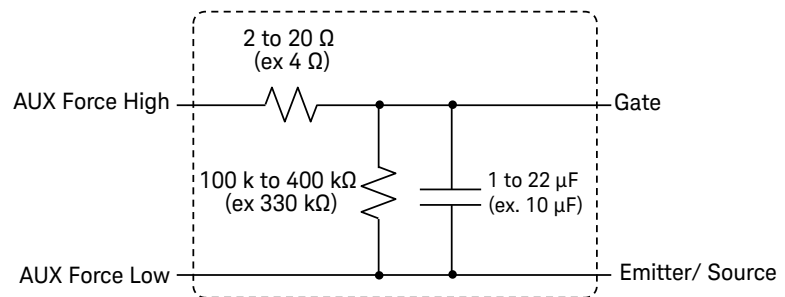 2 to 20 Ω
(ex 4 Ω)
AUX Force High
Gate
100 k to 400 kΩ
(ex 330 kΩ)
1 to 22 µF
(ex. 10 µF)
AUX Force Low
Emitter/ Source